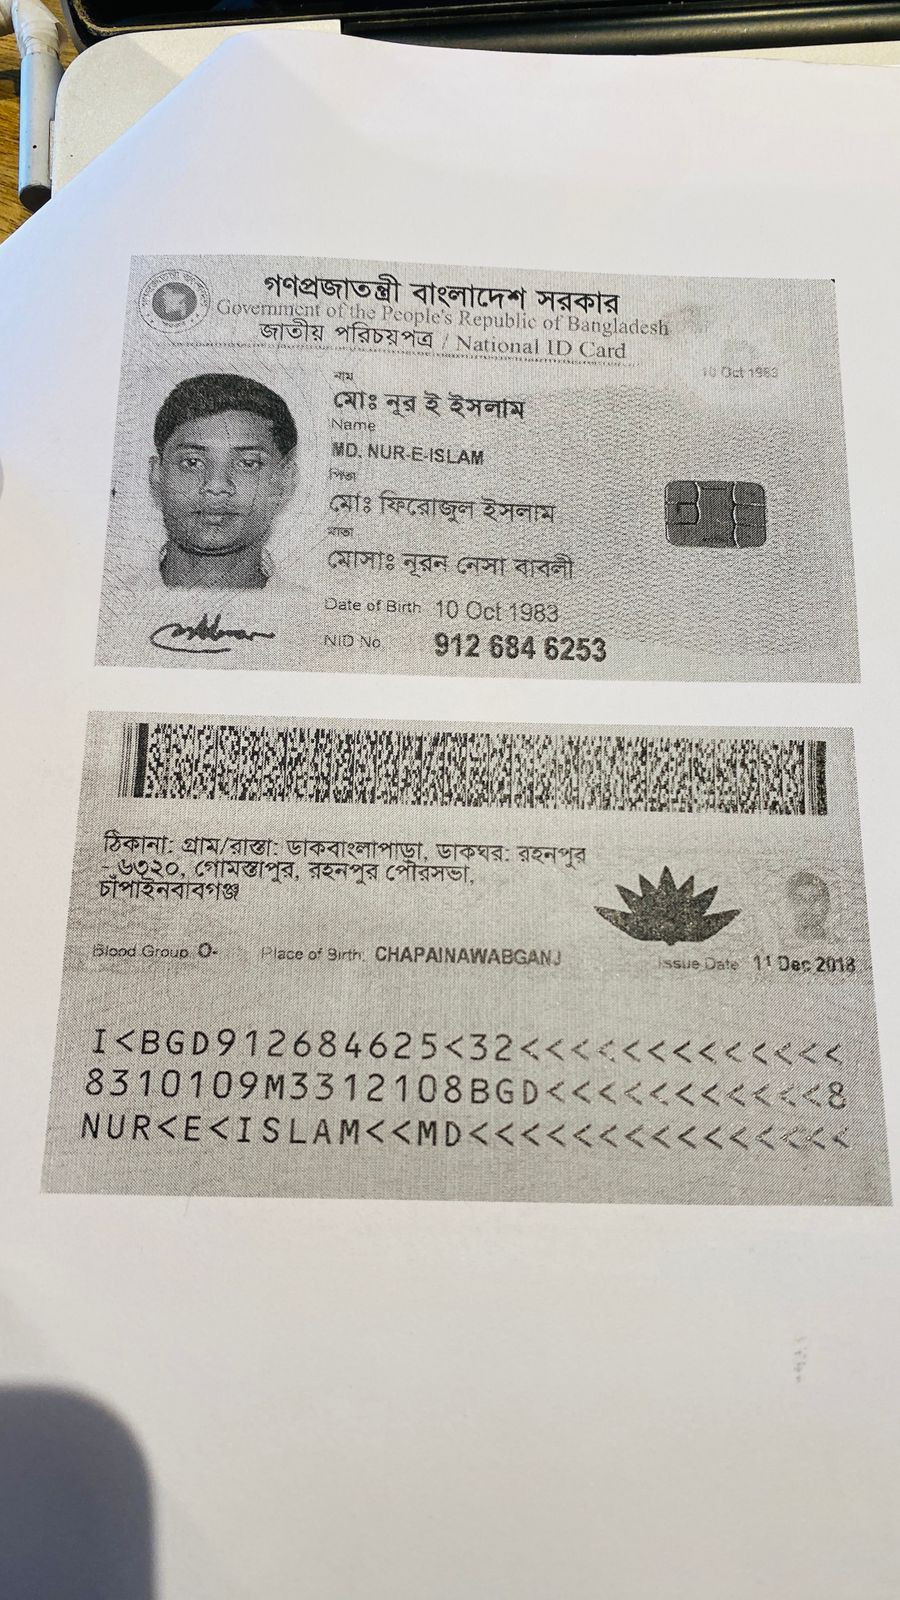 গণপ্রজাতন্ত্রী বাংলাদেশ সরকার
Government of the People's Republic of Bangladesh
জাতীয় পরিচয়পত্র / National ID Card
10 Oct 1983
নাম
মোঃ নূর ই ইসলাম
Name
MD. NUR-E-ISLAM
পিতা
মোঃ ফিরোজুল ইসলাম
মাতা
মোসাঃ নূরন নেসা বাবলী
Date of Birth 10 Oct 1983
NID No. 912 684 6253
ঠিকানা: গ্রাম/রাস্তা: ডাকবাংলাপাড়া, ডাকঘর: রহনপুর
- ৬৩২০, গোমস্তাপুর, রহনপুর পৌরসভা,
চাঁপাইনবাবগঞ্জ
Blood Group: O- Place of Birth: CHAPAINAWABGANJ Issue Date: 11 Dec 2018
I<BGD912684625<32<<<<<<<<<<<<<
8310109M3312108BGD<<<<<<<<<<<8
NUR<E<ISLAM<<MD<<<<<<<<<<<<<<<